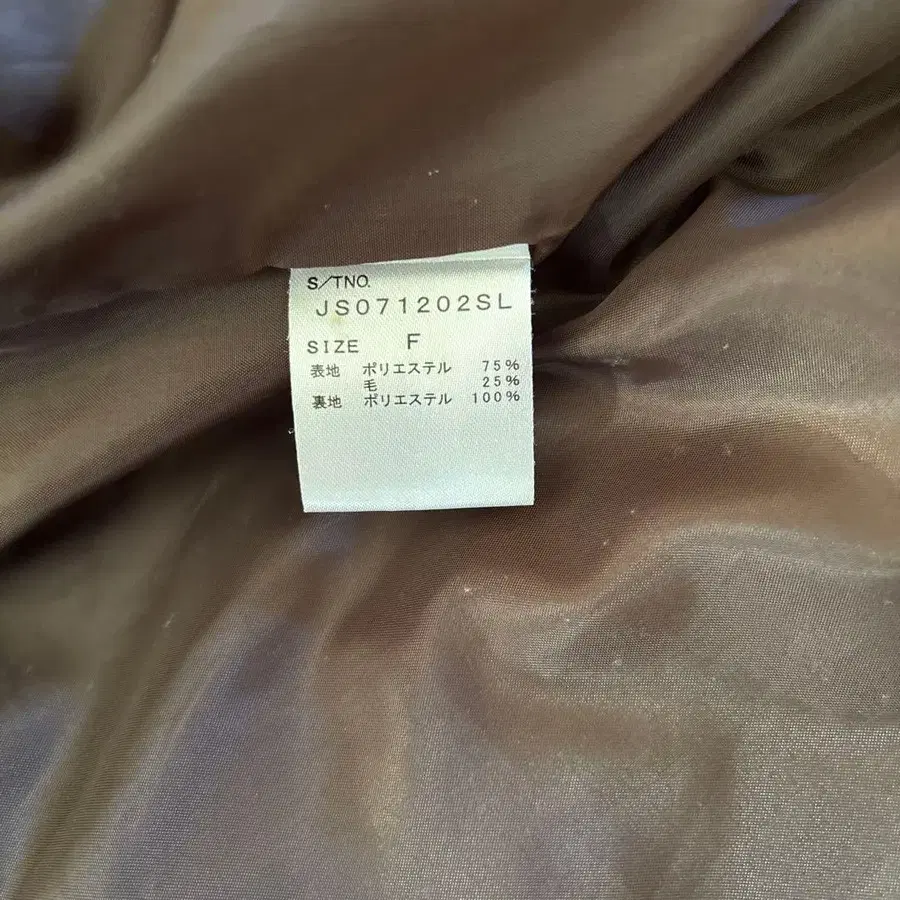 S/TNO.
JS071202SL
SIZE F
表地 ポリエステル 75%
毛 25%
裏地 ポリエステル 100%